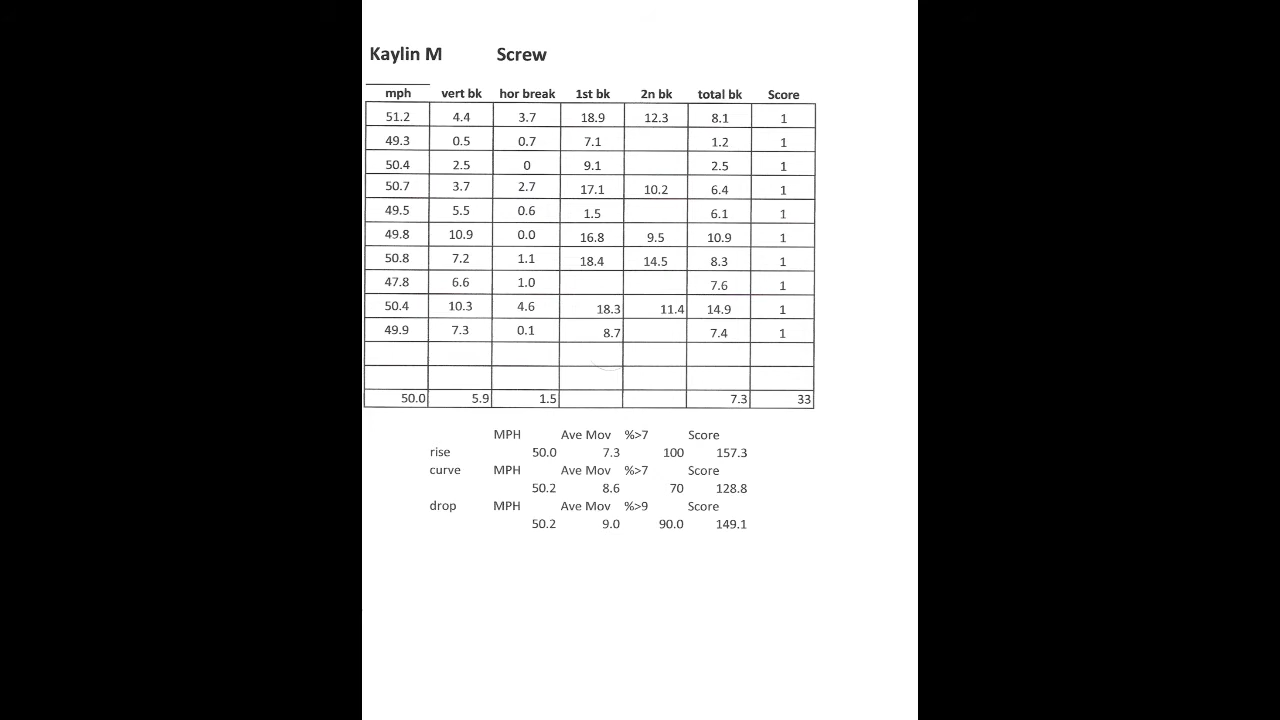 Kaylin M Screw
mph vert bk hor break 1st bk 2n bk total bk Score
51.2 4.4 3.7 18.9 12.3 8.1 1
49.3 0.5 0.7 7.1 1.2 1
50.4 2.5 0 9.1 2.5 1
50.7 3.7 2.7 17.1 10.2 6.4 1
49.5 5.5 0.6 1.5 6.1 1
49.8 10.9 0.0 16.8 9.5 10.9 1
50.8 7.2 1.1 18.4 14.5 8.3 1
47.8 6.6 1.0 7.6 1
50.4 10.3 4.6 18.3 11.4 14.9 1
49.9 7.3 0.1 8.7 7.4 1
50.0 5.9 1.5 7.3 33
MPH Ave Mov %>7 Score
rise 50.0 7.3 100 157.3
curve MPH Ave Mov %>7 Score
50.2 8.6 70 128.8
drop MPH Ave Mov %>9 Score
50.2 9.0 90.0 149.1